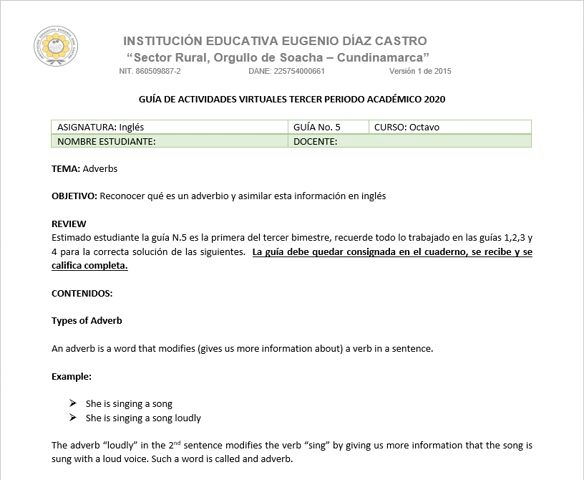 INSTITUCIÓN EDUCATIVA EUGENIO DÍAZ CASTRO
“Sector Rural, Orgullo de Soacha – Cundinamarca”
NIT. 860509887-2 DANE: 225754000661 Versión 1 de 2015
GUÍA DE ACTIVIDADES VIRTUALES TERCER PERIODO ACADÉMICO 2020
ASIGNATURA: Inglés GUÍA No. 5 CURSO: Octavo
NOMBRE ESTUDIANTE: DOCENTE:
TEMA: Adverbs
OBJETIVO: Reconocer qué es un adverbio y asimilar esta información en inglés
REVIEW
Estimado estudiante la guía N.5 es la primera del tercer bimestre, recuerde todo lo trabajado en las guías 1,2,3 y
4 para la correcta solución de las siguientes. La guía debe quedar consignada en el cuaderno, se recibe y se
califica completa.
CONTENIDOS:
Types of Adverb
An adverb is a word that modifies (gives us more information about) a verb in a sentence.
Example:
➤ She is singing a song
➤ She is singing a song loudly
The adverb “loudly” in the 2nd sentence modifies the verb “sing” by giving us more information that the song is
sung with a loud voice. Such a word is called and adverb.